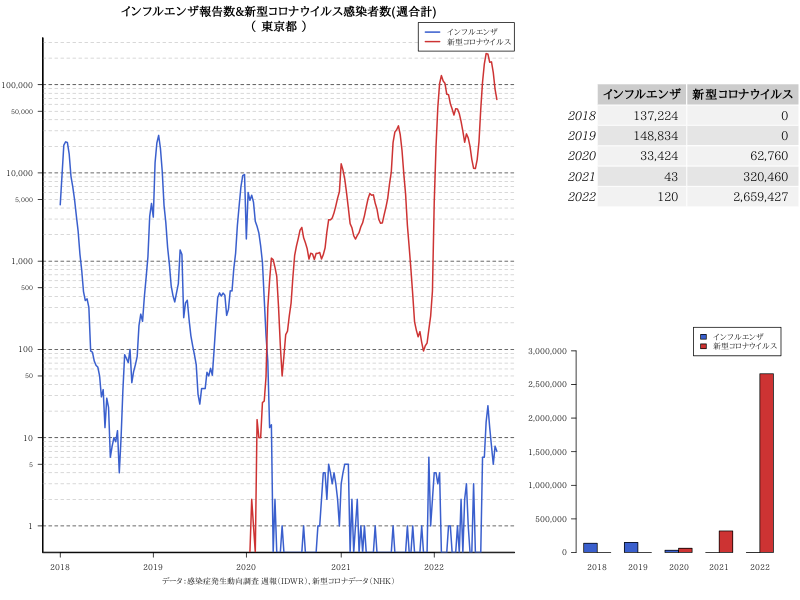 インフルエンザ報告数&新型コロナウイルス感染者数(週合計)
（ 東京都 ）
インフルエンザ
新型コロナウイルス
100,000
50,000
10,000
5,000
1,000
500
100
50
10
5
1
2018 2019 2020 2021 2022
データ:感染症発生動向調査 週報(IDWR)、新型コロナデータ(NHK)
インフルエンザ 新型コロナウイルス
2018 137,224 0
2019 148,834 0
2020 33,424 62,760
2021 43 320,460
2022 120 2,659,427
インフルエンザ
新型コロナウイルス
3,000,000
2,500,000
2,000,000
1,500,000
1,000,000
500,000
0
2018 2019 2020 2021 2022